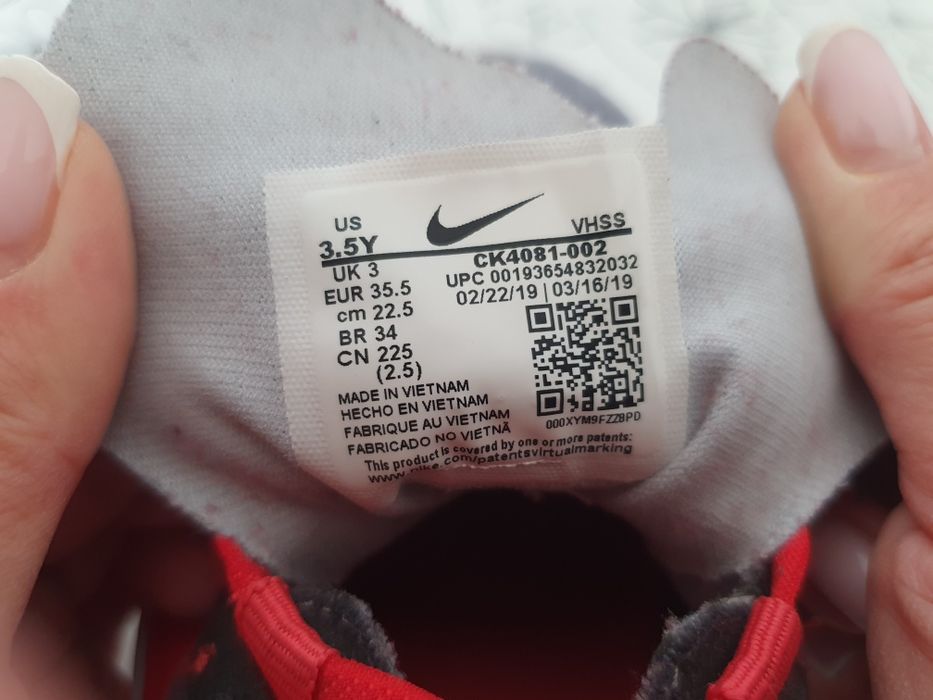 US
3.5Y
UK 3
EUR 35.5
cm 22.5
BR 34
CN 225
(2.5)
VHSS
CK4081-002
UPC 00193654832032
02/22/19 | 03/16/19
000XYM9FZZBPD
MADE IN VIETNAM
HECHO EN VIETNAM
FABRIQUE AU VIETNAM
FABRICADO NO VIETNÃ
This product is covered by one or more patents:
www.nike.com/patentsvirtualmarking